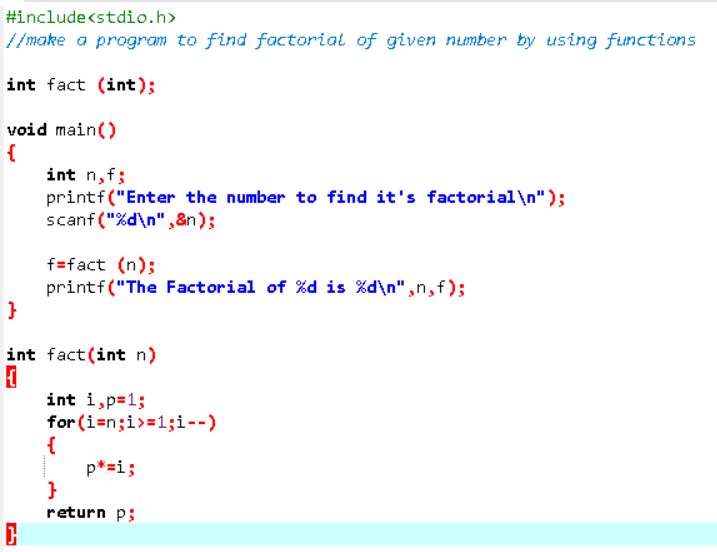 #include<stdio.h>
//make a program to find factorial of given number by using functions
int fact (int);
void main()
{
int n,f;
printf("Enter the number to find it's factorial\n");
scanf("%d\n",&n);
f=fact (n);
printf("The Factorial of %d is %d\n",n,f);
}
int fact(int n)
{
int i,p=1;
for(i=n;i>=1;i--)
{
p*=i;
}
return p;
}